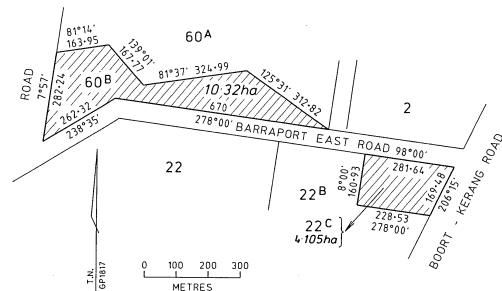 60A
81°14'
163·95
139°01'
167·77
81°37' 324·99
125°31' 312·82
ROAD
7°57'
282·24
60B
10·32ha
2
262·32
238°35'
670
278°00'
BARRAPORT EAST ROAD 98°00'
281·64
22
22B
8°00'
160·93
169·48
206°15'
BOORT - KERANG ROAD
22C
4·105ha
228·53
278°00'
T.N.
GP1817
0 100 200 300
METRES